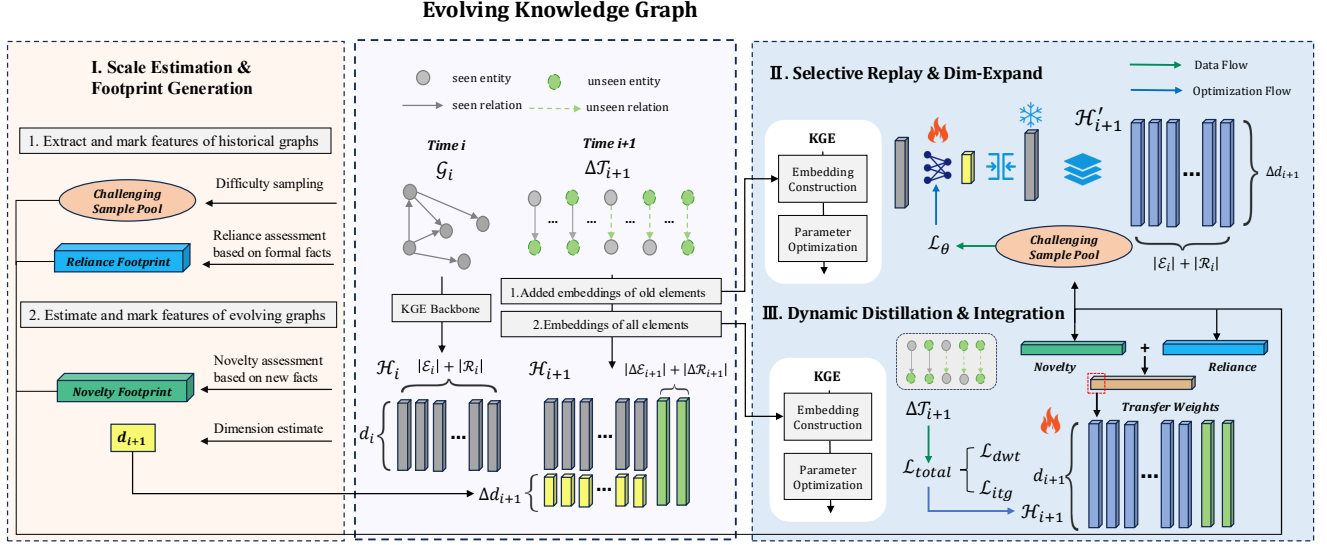 Evolving Knowledge Graph
I. Scale Estimation &
Footprint Generation
1. Extract and mark features of historical graphs
Challenging
Sample Pool
Difficulty sampling
Reliance Footprint
Reliance assessment
based on formal facts
2. Estimate and mark features of evolving graphs
Novelty Footprint
Novelty assessment
based on new facts
d_{i+1}
Dimension estimate
seen entity
unseen entity
seen relation
unseen relation
Time i
𝒢_i
Time i+1
Δ𝒯_{i+1}
... ... ... ...
KGE Backbone
1.Added embeddings of old elements
2.Embeddings of all elements
ℋ_i
|ℰ_i| + |ℛ_i|
ℋ_{i+1}
|Δℰ_{i+1}| + |Δℛ_{i+1}|
d_i
...
...
Δd_{i+1}
...
II. Selective Replay & Dim-Expand
Data Flow
Optimization Flow
KGE
Embedding
Construction
Parameter
Optimization
ℋ'_{i+1}
...
Δd_{i+1}
ℒ_θ
Challenging
Sample Pool
|ℰ_i| + |ℛ_i|
III. Dynamic Distillation & Integration
KGE
Embedding
Construction
Parameter
Optimization
Novelty
+
Reliance
Transfer Weights
Δ𝒯_{i+1}
ℒ_{total}
ℒ_{dwt}
ℒ_{itg}
ℋ_{i+1}
d_{i+1}
...